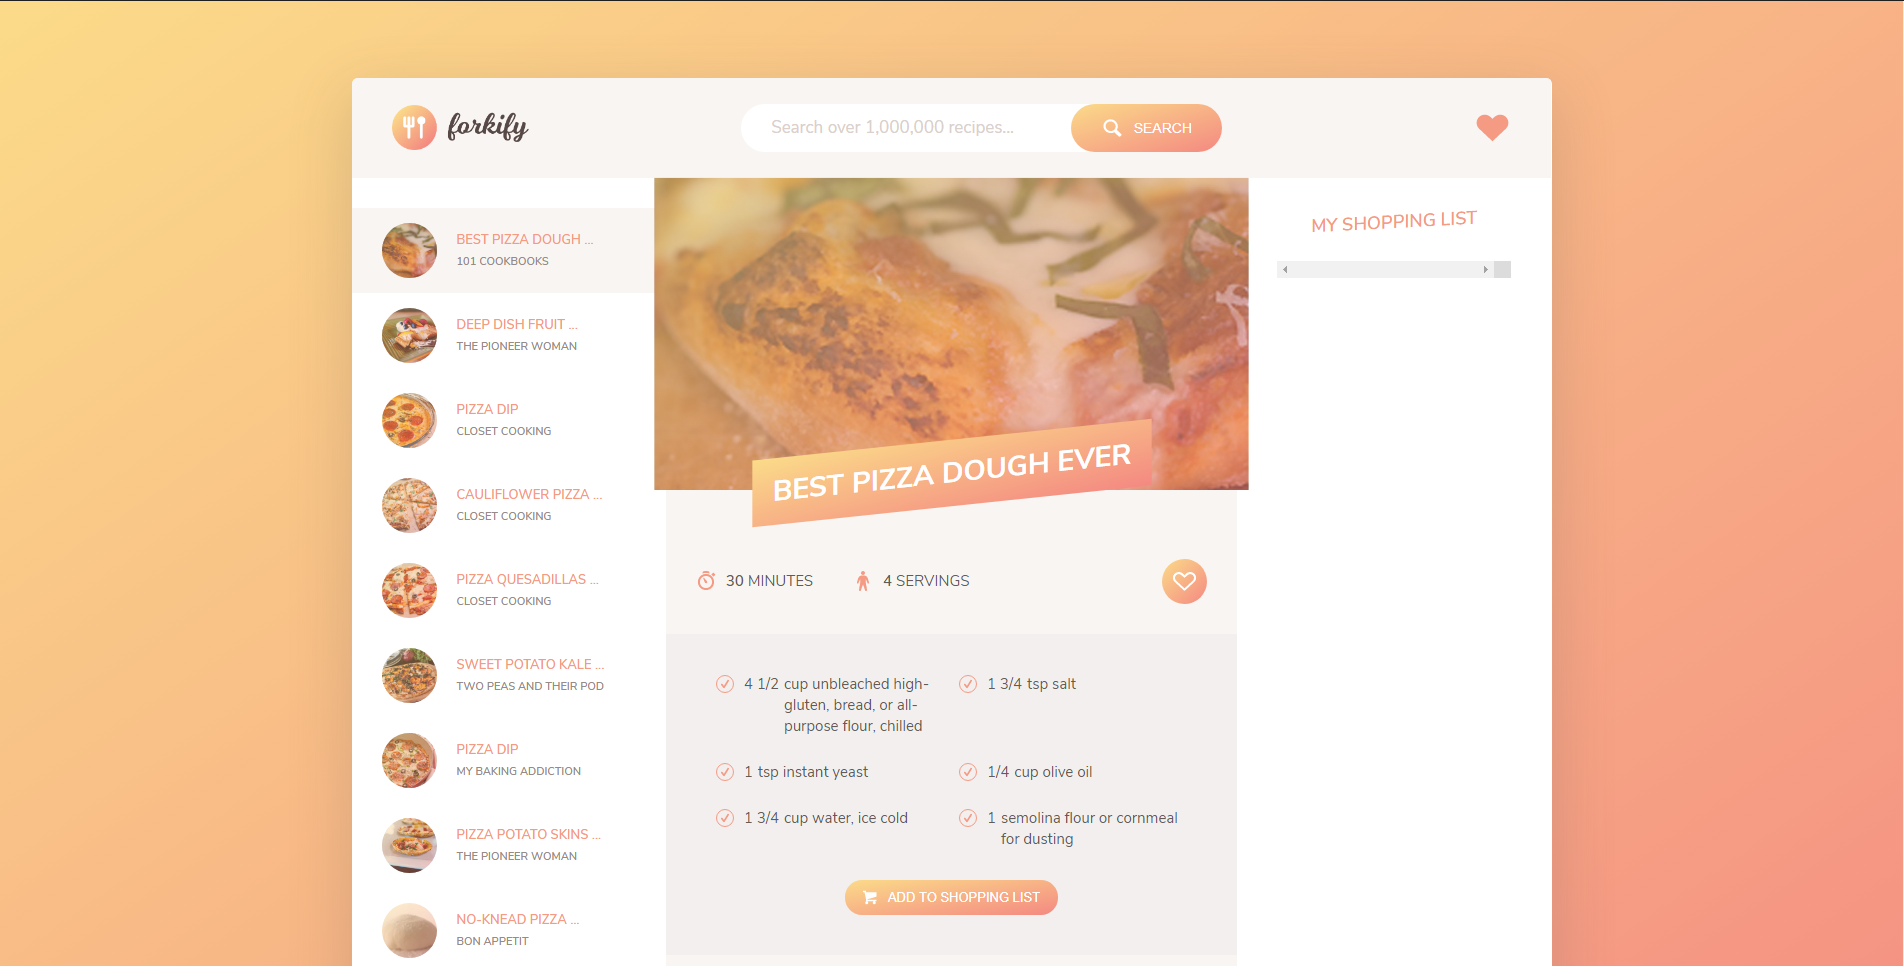 forkify
Search over 1,000,000 recipes...
SEARCH
BEST PIZZA DOUGH ...
101 COOKBOOKS
DEEP DISH FRUIT ...
THE PIONEER WOMAN
PIZZA DIP
CLOSET COOKING
CAULIFLOWER PIZZA ...
CLOSET COOKING
PIZZA QUESADILLAS ...
CLOSET COOKING
SWEET POTATO KALE ...
TWO PEAS AND THEIR POD
PIZZA DIP
MY BAKING ADDICTION
PIZZA POTATO SKINS ...
THE PIONEER WOMAN
NO-KNEAD PIZZA ...
BON APPETIT
BEST PIZZA DOUGH EVER
30 MINUTES
4 SERVINGS
4 1/2 cup unbleached high-
gluten, bread, or all-
purpose flour, chilled
1 3/4 tsp salt
1 tsp instant yeast
1/4 cup olive oil
1 3/4 cup water, ice cold
1 semolina flour or cornmeal
for dusting
ADD TO SHOPPING LIST
MY SHOPPING LIST